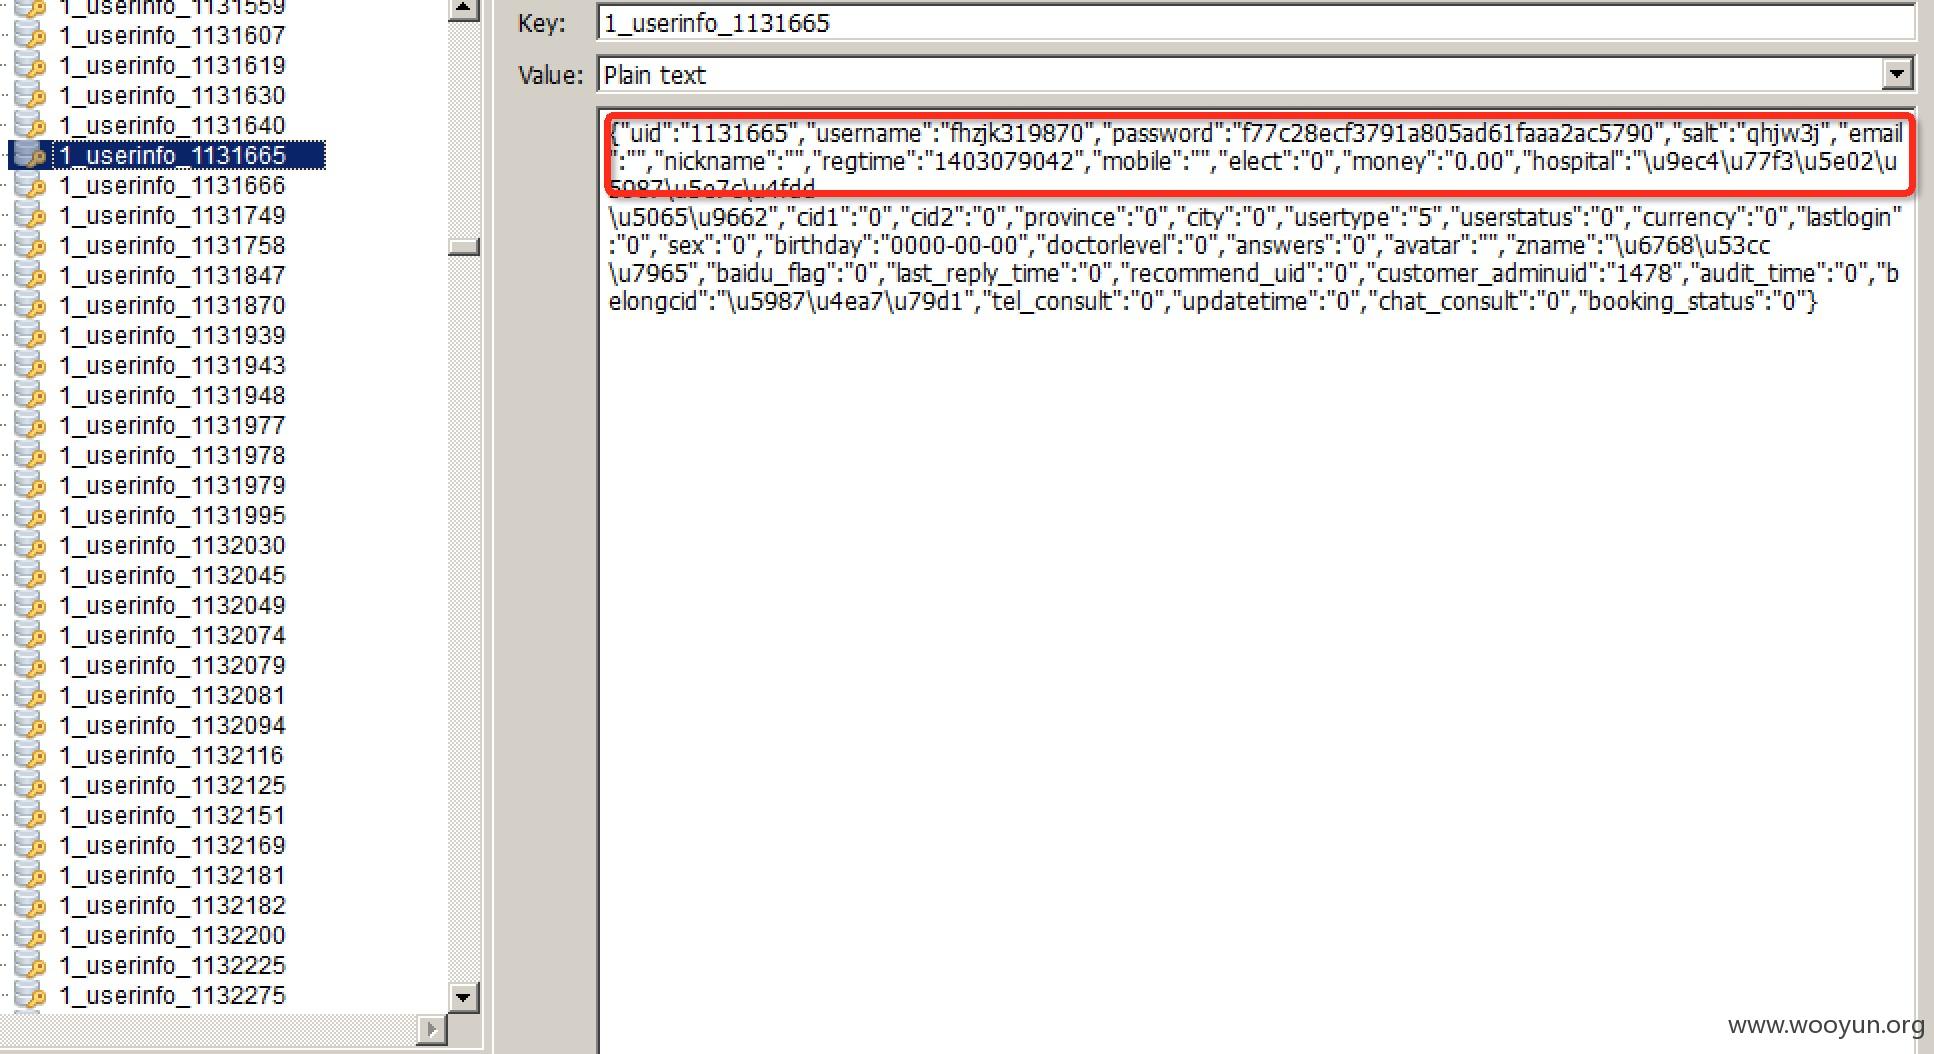 1_userinfo_1131559
1_userinfo_1131607
1_userinfo_1131619
1_userinfo_1131630
1_userinfo_1131640
1_userinfo_1131665
1_userinfo_1131666
1_userinfo_1131749
1_userinfo_1131758
1_userinfo_1131847
1_userinfo_1131870
1_userinfo_1131939
1_userinfo_1131943
1_userinfo_1131948
1_userinfo_1131977
1_userinfo_1131978
1_userinfo_1131979
1_userinfo_1131995
1_userinfo_1132030
1_userinfo_1132045
1_userinfo_1132049
1_userinfo_1132074
1_userinfo_1132079
1_userinfo_1132081
1_userinfo_1132094
1_userinfo_1132116
1_userinfo_1132125
1_userinfo_1132151
1_userinfo_1132169
1_userinfo_1132181
1_userinfo_1132182
1_userinfo_1132200
1_userinfo_1132225
1_userinfo_1132275
Key: 1_userinfo_1131665
Value: Plain text
{"uid":"1131665","username":"fhzjk319870","password":"f77c28ecf3791a805ad61faaa2ac5790","salt":"qhjw3j","email
":"","nickname":"","regtime":"1403079042","mobile":"","elect":"0","money":"0.00","hospital":"\u9ec4\u77f3\u5e02\u
5987\u5e7c\u4fdd
\u5065\u9662","cid1":"0","cid2":"0","province":"0","city":"0","usertype":"5","userstatus":"0","currency":"0","lastlogin"
:"0","sex":"0","birthday":"0000-00-00","doctorlevel":"0","answers":"0","avatar":"","zname":"\u6768\u53cc
\u7965","baidu_flag":"0","last_reply_time":"0","recommend_uid":"0","customer_adminuid":"1478","audit_time":"0","b
elongcid":"\u5987\u4ea7\u79d1","tel_consult":"0","updatetime":"0","chat_consult":"0","booking_status":"0"}
www.wooyun.org